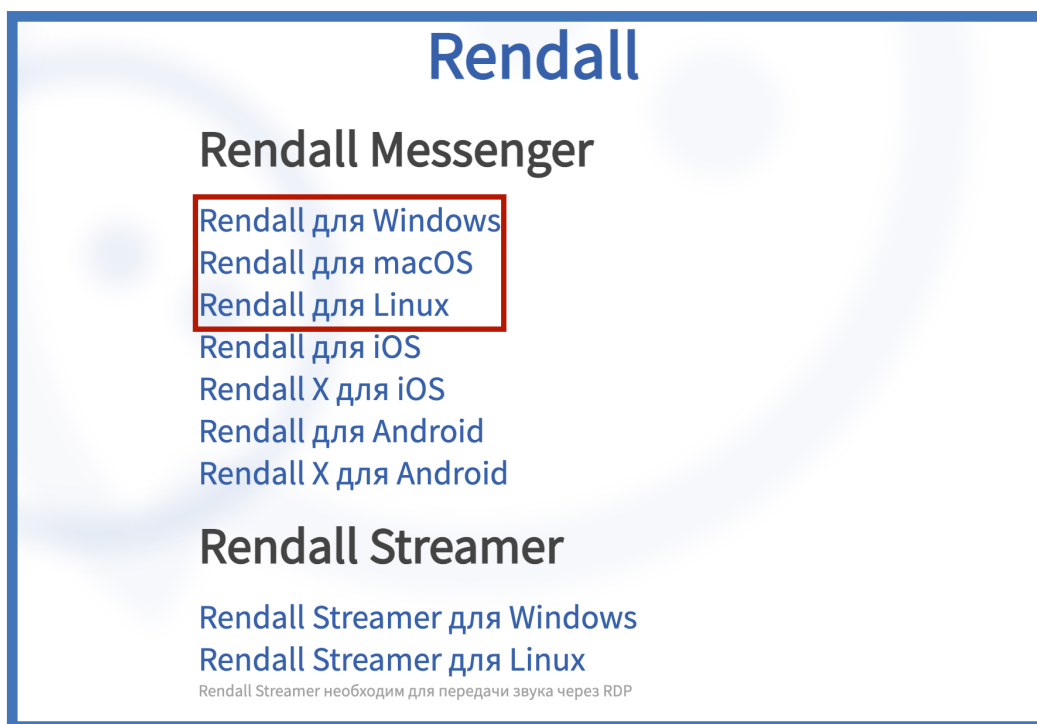 Rendall
Rendall Messenger
Rendall для Windows
Rendall для macOS
Rendall для Linux
Rendall для iOS
Rendall X для iOS
Rendall для Android
Rendall X для Android
Rendall Streamer
Rendall Streamer для Windows
Rendall Streamer для Linux
Rendall Streamer необходим для передачи звука через RDP